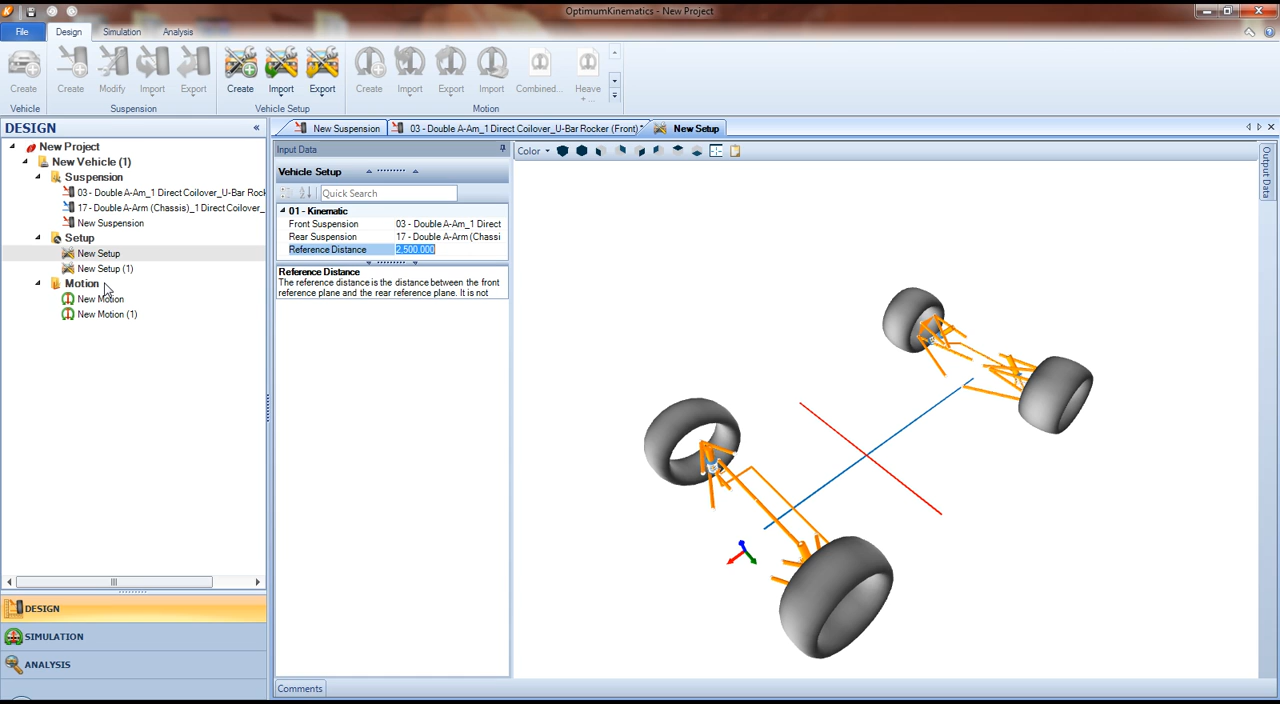 OptimumKinematics - New Project
File
Design
Simulation
Analysis
Create
Create
Modify
Import
Export
Create
Import
Export
Create
Import
Export
Import
Combined...
Heave
+ ...
Vehicle
Suspension
Vehicle Setup
Motion
DESIGN
New Project
New Vehicle (1)
Suspension
03 - Double A-Am_1 Direct Coilover_U-Bar Rock
17 - Double A-Arm (Chassis)_1 Direct Coilover_
New Suspension
Setup
New Setup
New Setup (1)
Motion
New Motion
New Motion (1)
DESIGN
SIMULATION
ANALYSIS
New Suspension
03 - Double A-Am_1 Direct Coilover_U-Bar Rocker (Front)*
New Setup
Input Data
Vehicle Setup
Quick Search
01 - Kinematic
Front Suspension 03 - Double A-Am_1 Direct
Rear Suspension 17 - Double A-Arm (Chassi
Reference Distance 2.500.000
Reference Distance
The reference distance is the distance between the front
reference plane and the rear reference plane. It is not
Color
Output Data
Comments